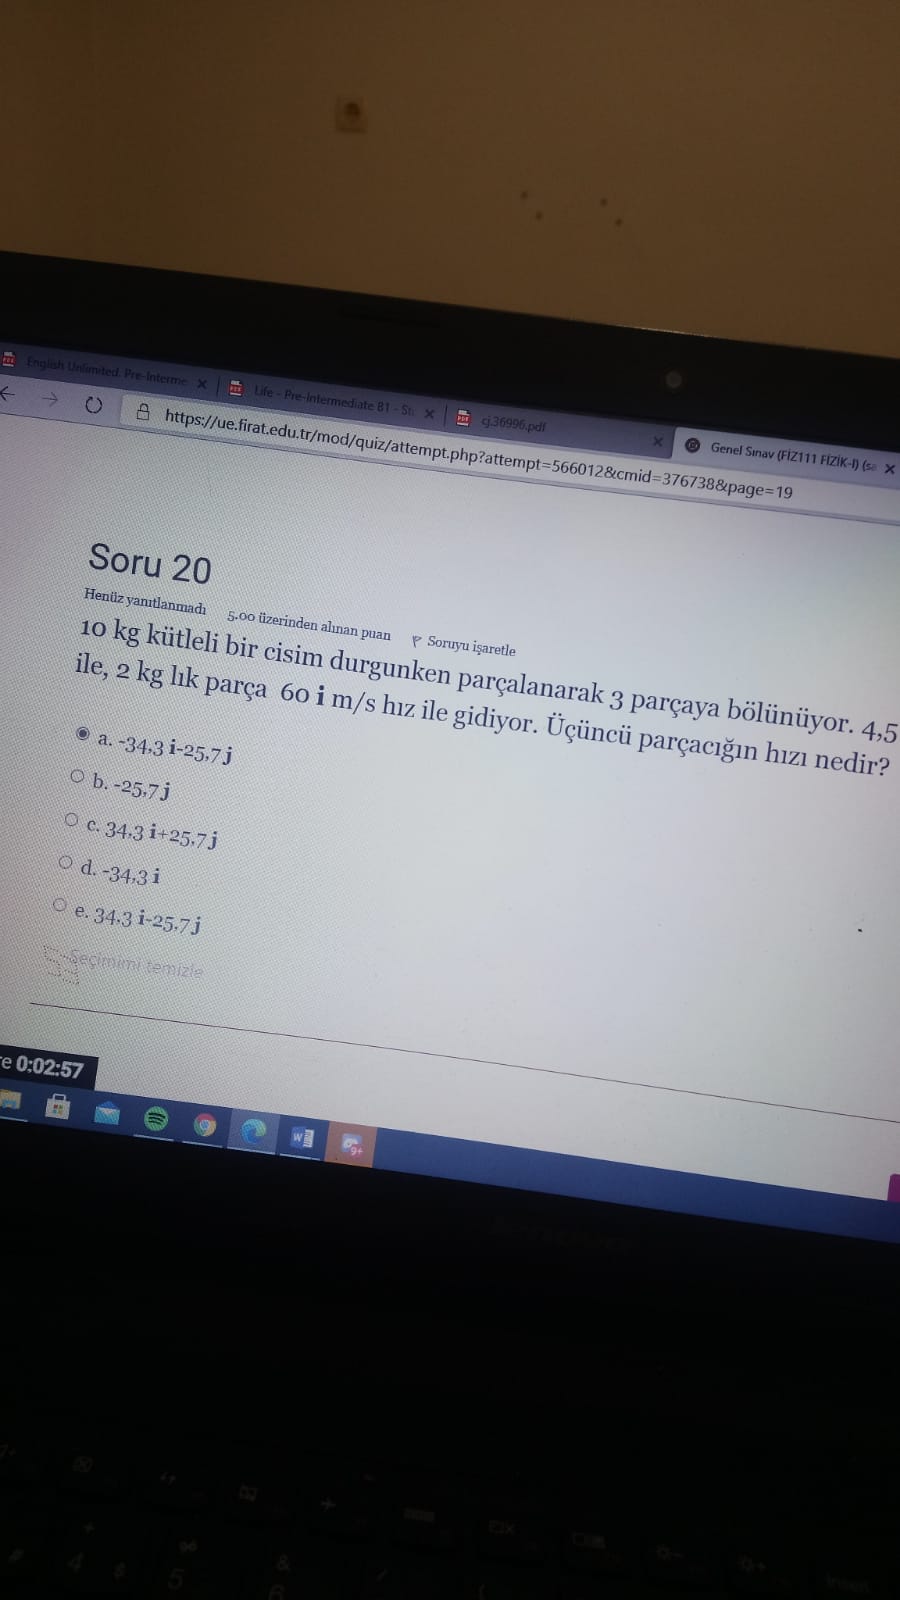 English Unlimited. Pre-Interme
Life - Pre-Intermediate B1 - St
cj.36996.pdf
Genel Sınav (FİZ111 FİZİK-I) (sa
https://ue.firat.edu.tr/mod/quiz/attempt.php?attempt=566012&cmid=376738&page=19
Soru 20
Henüz yanıtlanmadı 5,00 üzerinden alınan puan Soruyu işaretle
10 kg kütleli bir cisim durgunken parçalanarak 3 parçaya bölünüyor. 4,5
ile, 2 kg lık parça 60 i m/s hız ile gidiyor. Üçüncü parçacığın hızı nedir?
a. -34,3 i-25,7 j
b. -25,7 j
c. 34,3 i+25,7 j
d. -34,3 i
e. 34,3 i-25,7 j
Seçimimi temizle
re 0:02:57
9+